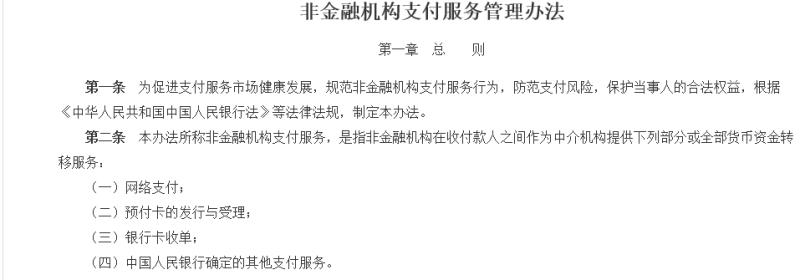 非金融机构支付服务管理办法
第一章 总 则
第一条 为促进支付服务市场健康发展，规范非金融机构支付服务行为，防范支付风险，保护当事人的合法权益，根据
《中华人民共和国中国人民银行法》等法律法规，制定本办法。
第二条 本办法所称非金融机构支付服务，是指非金融机构在收付款人之间作为中介机构提供下列部分或全部货币资金转
移服务：
（一）网络支付；
（二）预付卡的发行与受理；
（三）银行卡收单；
（四）中国人民银行确定的其他支付服务。